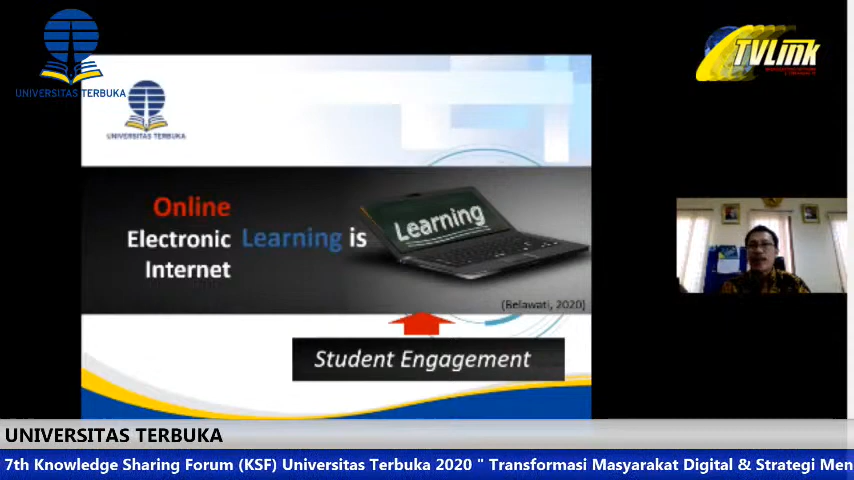 UNIVERSITAS TERBUKA
TVLink
UNIVERSITAS TERBUKA
Online
Electronic Learning is
Internet
Learning
(Belawati, 2020)
Student Engagement
UNIVERSITAS TERBUKA
7th Knowledge Sharing Forum (KSF) Universitas Terbuka 2020 " Transformasi Masyarakat Digital & Strategi Men